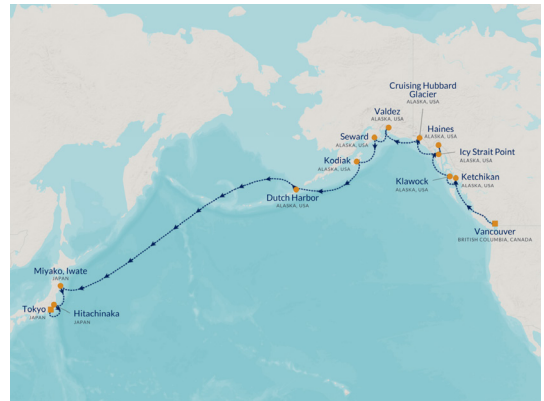 Cruising Hubbard
Glacier
ALASKA, USA
Valdez
ALASKA, USA
Haines
ALASKA, USA
Seward
ALASKA, USA
Icy Strait Point
ALASKA, USA
Kodiak
ALASKA, USA
Klawock
ALASKA, USA
Ketchikan
ALASKA, USA
Dutch Harbor
ALASKA, USA
Vancouver
BRITISH COLUMBIA, CANADA
Miyako, Iwate
JAPAN
Tokyo
JAPAN
Hitachinaka
JAPAN